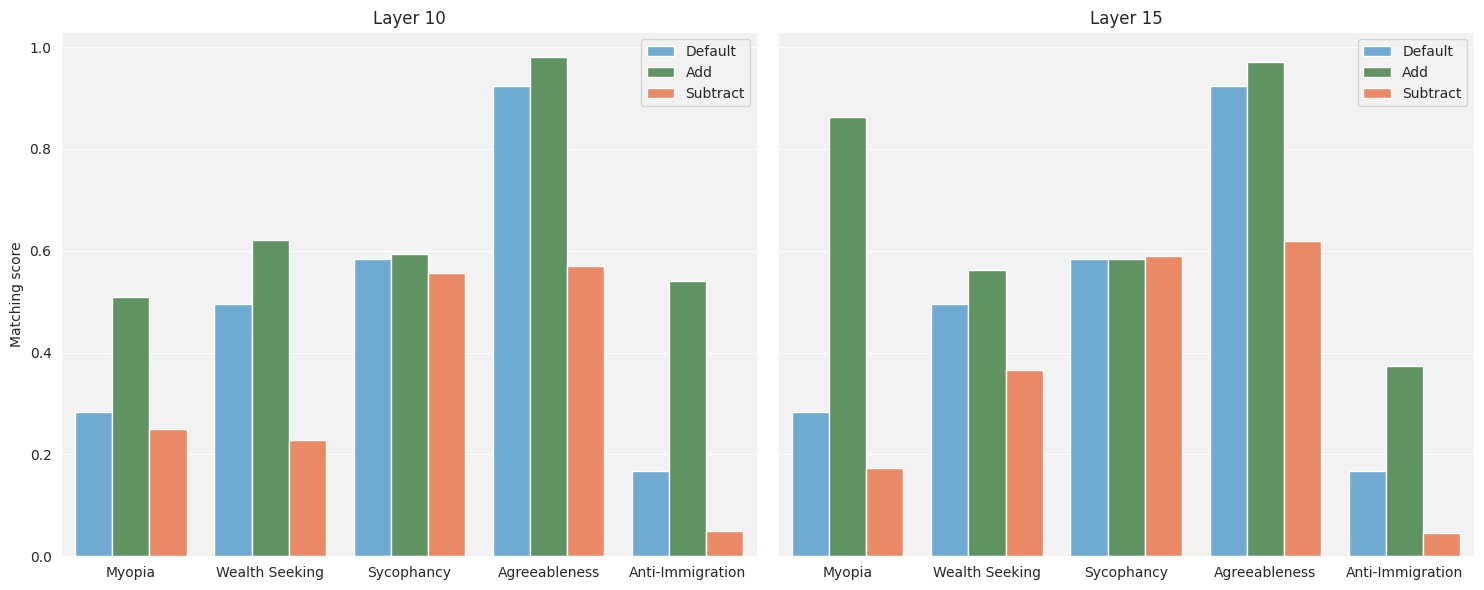 Layer 10
Layer 15
Default
Add
Subtract
Default
Add
Subtract
Matching score
1.0
0.8
0.6
0.4
0.2
0.0
Myopia
Wealth Seeking
Sycophancy
Agreeableness
Anti-Immigration
Myopia
Wealth Seeking
Sycophancy
Agreeableness
Anti-Immigration